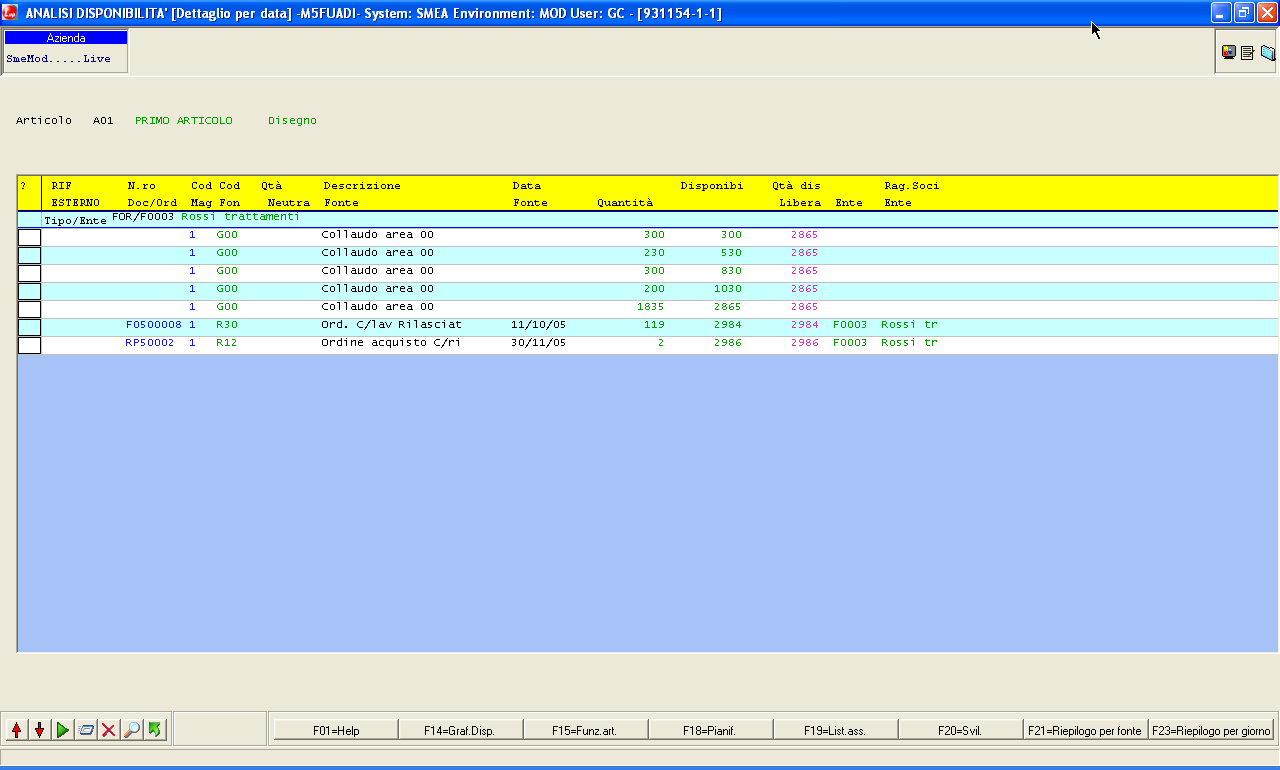 ANALISI DISPONIBILITA' [Dettaglio per data] -M5FUADI- System: SMEA Environment: MOD User: GC - [931154-1-1]
Azienda
SmeMod.....Live
Articolo A01 PRIMO ARTICOLO Disegno
? RIF N.ro Cod Cod Qtà Descrizione Data Disponibi Qtà dis Rag.Soci
ESTERNO Doc/Ord Mag Fon Neutra Fonte Fonte Quantità Libera Ente Ente
Tipo/Ente FOR/F0003 Rossi trattamenti
1 G00 Collaudo area 00 300 300 2865
1 G00 Collaudo area 00 230 530 2865
1 G00 Collaudo area 00 300 830 2865
1 G00 Collaudo area 00 200 1030 2865
1 G00 Collaudo area 00 1835 2865 2865
F0500008 1 R30 Ord. C/lav Rilasciat 11/10/05 119 2984 2984 F0003 Rossi tr
RP50002 1 R12 Ordine acquisto C/ri 30/11/05 2 2986 2986 F0003 Rossi tr
F01=Help F14=Graf.Disp. F15=Funz.art. F18=Pianif. F19=List.ass. F20=Svil. F21=Riepilogo per fonte F23=Riepilogo per giorno